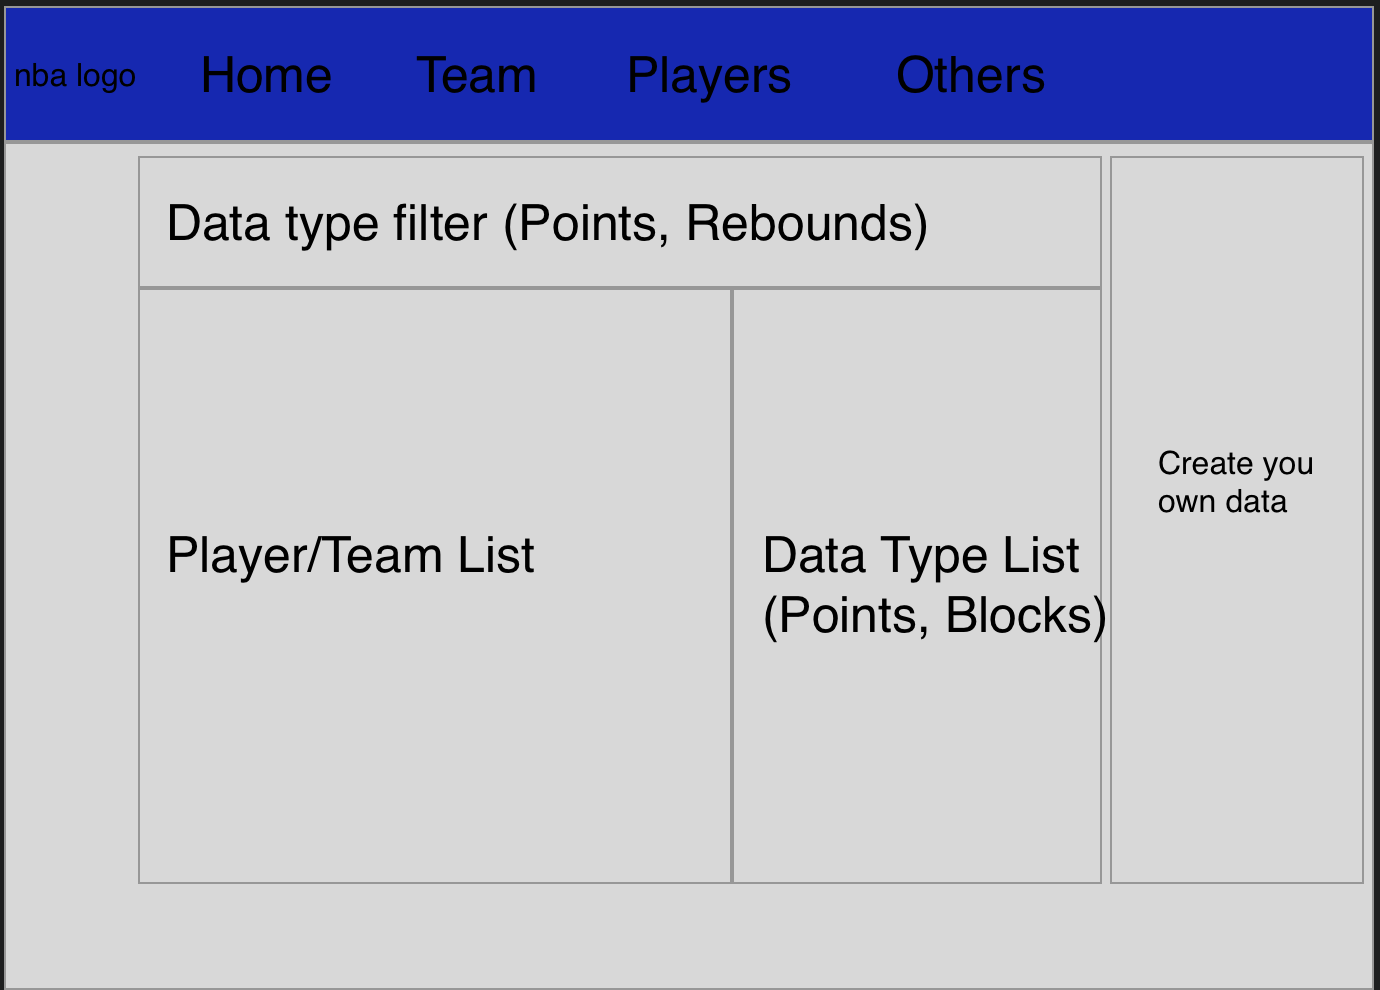 nba logo Home Team Players Others
Data type filter (Points, Rebounds)
Player/Team List
Data Type List
(Points, Blocks)
Create you
own data